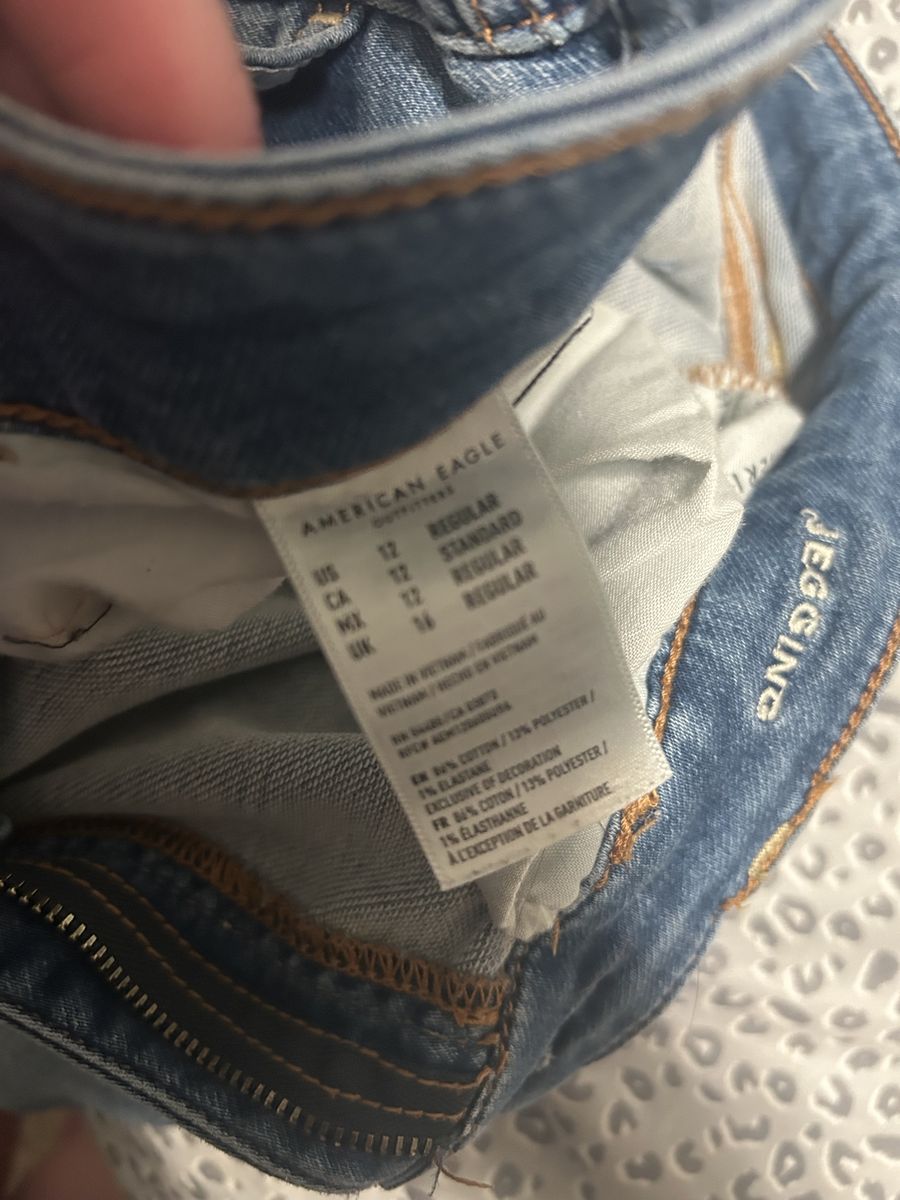 AMERICAN EAGLE
OUTFITTERS
US 12 REGULAR
CA 12 STANDARD
MX 12 REGULAR
UK 16 REGULAR
MADE IN VIETNAM / FABRIQUÉ AU
VIETNAM / HECHO EN VIETNAM
EN 86% COTTON / 13% POLYESTER /
1% ELASTANE
EXCLUSIVE OF DECORATION
FR 86% COTON / 13% POLYESTER /
1% ÉLASTHANNE
À L'EXCEPTION DE LA GARNITURE
JEGGING